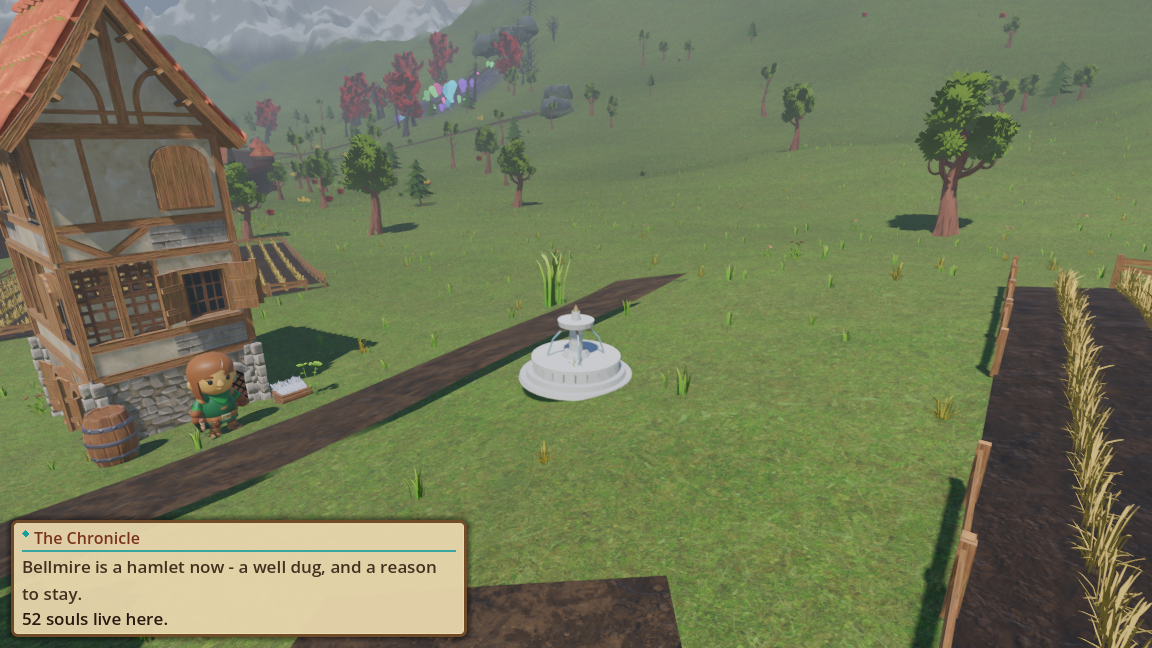 The Chronicle
Bellmire is a hamlet now - a well dug, and a reason
to stay.
52 souls live here.